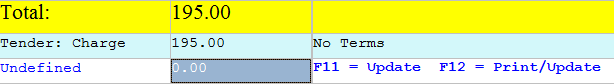 Total: 195.00
Tender: Charge 195.00 No Terms
Undefined 0.00 F11 = Update F12 = Print/Update